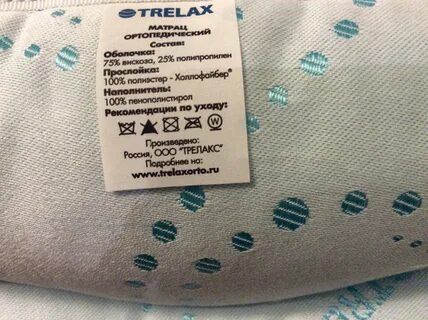 TRELAX
МАТРАЦ
ОРТОПЕДИЧЕСКИЙ
Состав:
Оболочка:
75% вискоза, 25% полипропилен
Прослойка:
100% полиэстер - Холлофайбер®
Наполнитель:
100% пенополистирол
Рекомендации по уходу:
W
Произведено:
Россия, ООО "ТРЕЛАКС"
Подробнее на:
www.trelaxorto.ru